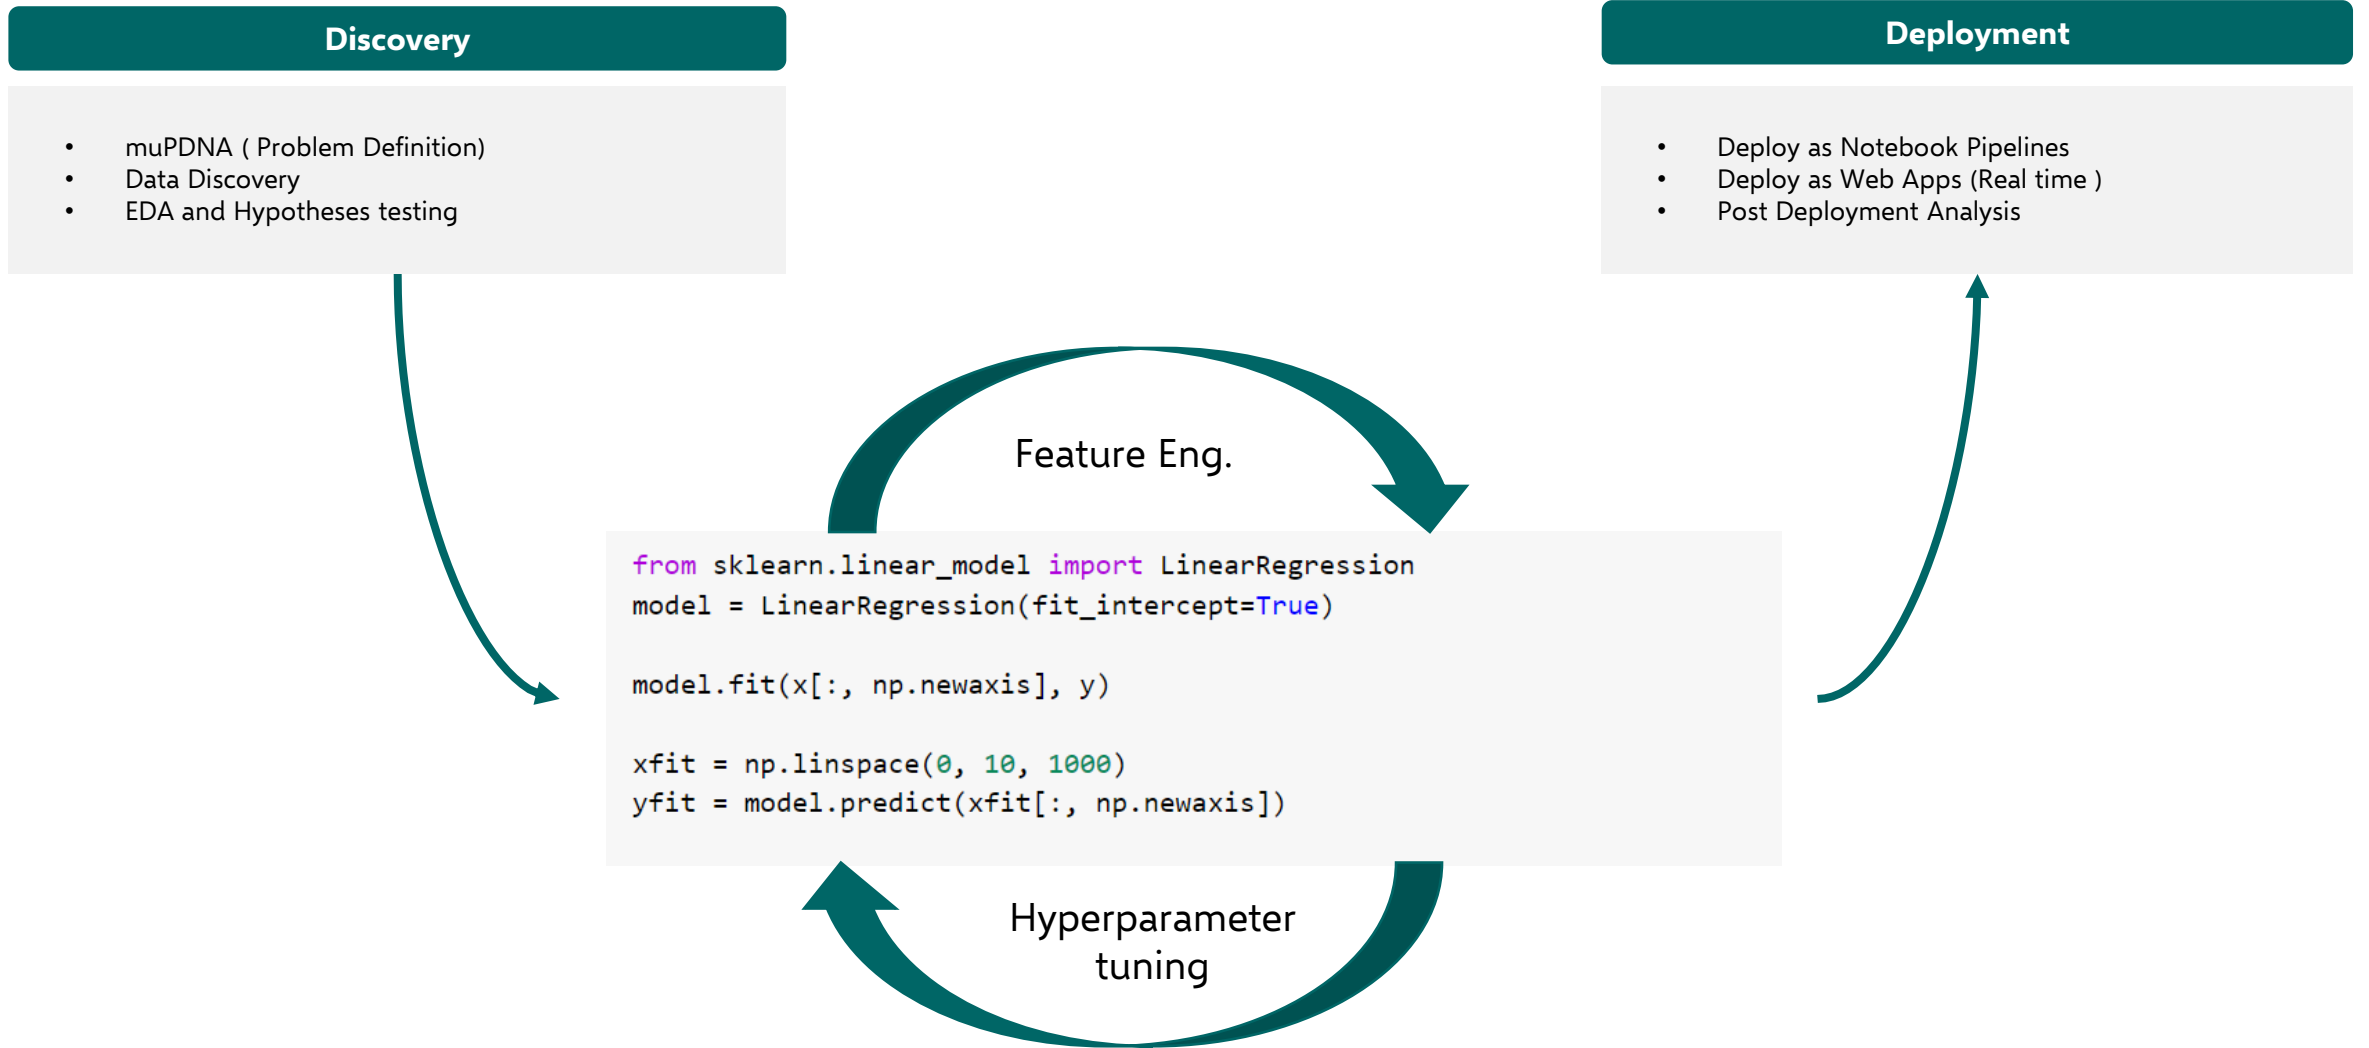 Discovery
• muPDNA ( Problem Definition)
• Data Discovery
• EDA and Hypotheses testing
Deployment
• Deploy as Notebook Pipelines
• Deploy as Web Apps (Real time )
• Post Deployment Analysis
Feature Eng.
from sklearn.linear_model import LinearRegression
model = LinearRegression(fit_intercept=True)
model.fit(x[:, np.newaxis], y)
xfit = np.linspace(0, 10, 1000)
yfit = model.predict(xfit[:, np.newaxis])
Hyperparameter
tuning